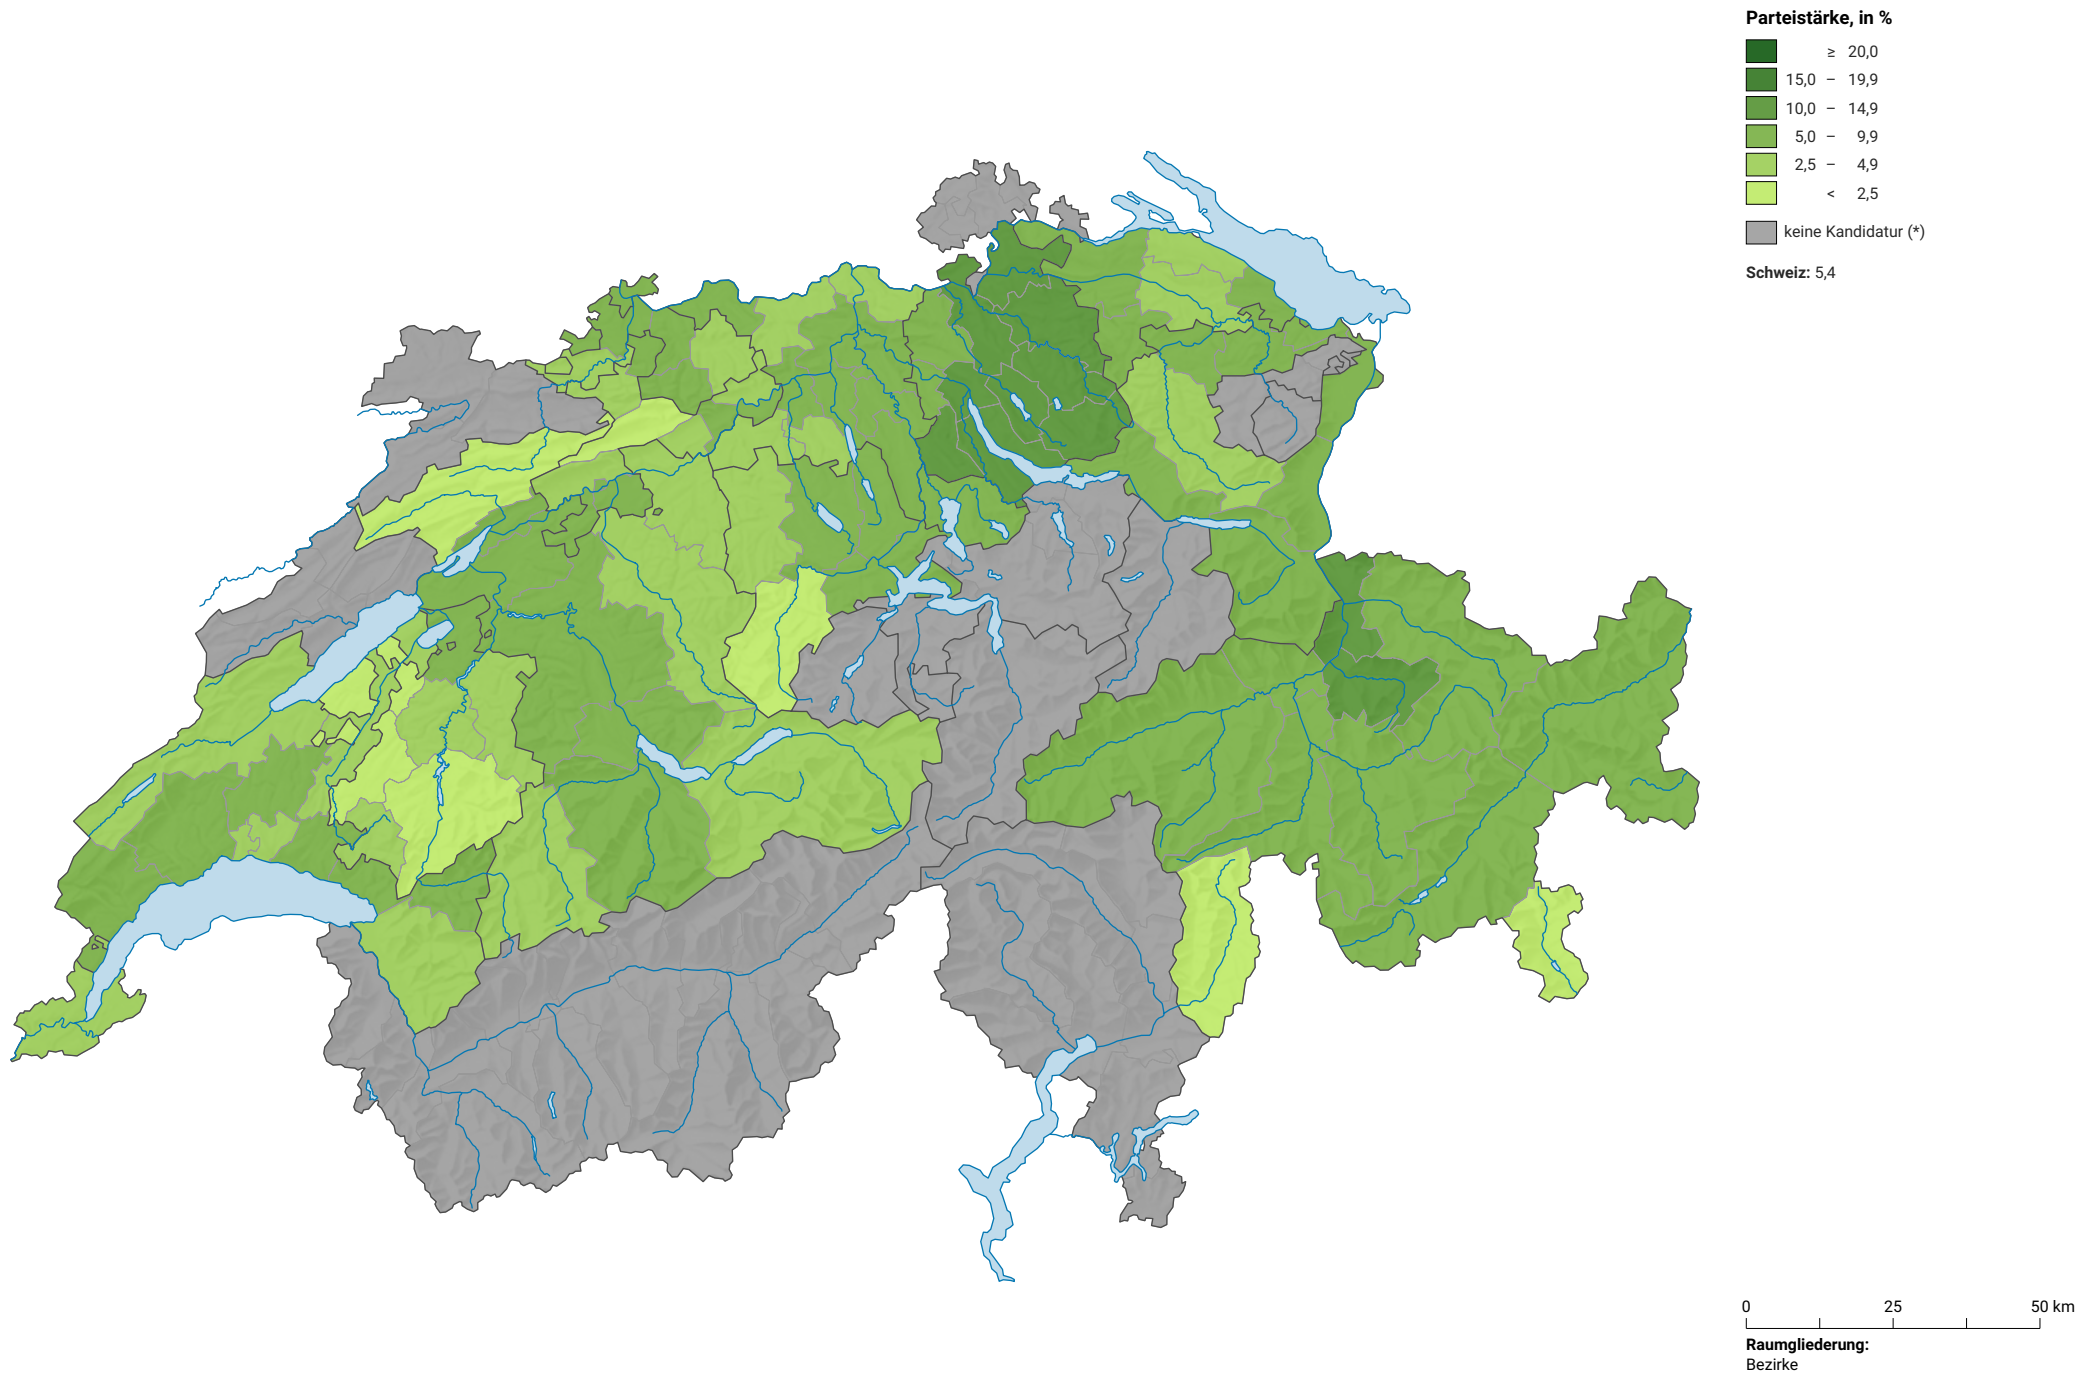 Parteistärke, in %
≥ 20,0
15,0 – 19,9
10,0 – 14,9
5,0 – 9,9
2,5 – 4,9
< 2,5
keine Kandidatur (*)
Schweiz: 5,4
0 25 50 km
Raumgliederung:
Bezirke